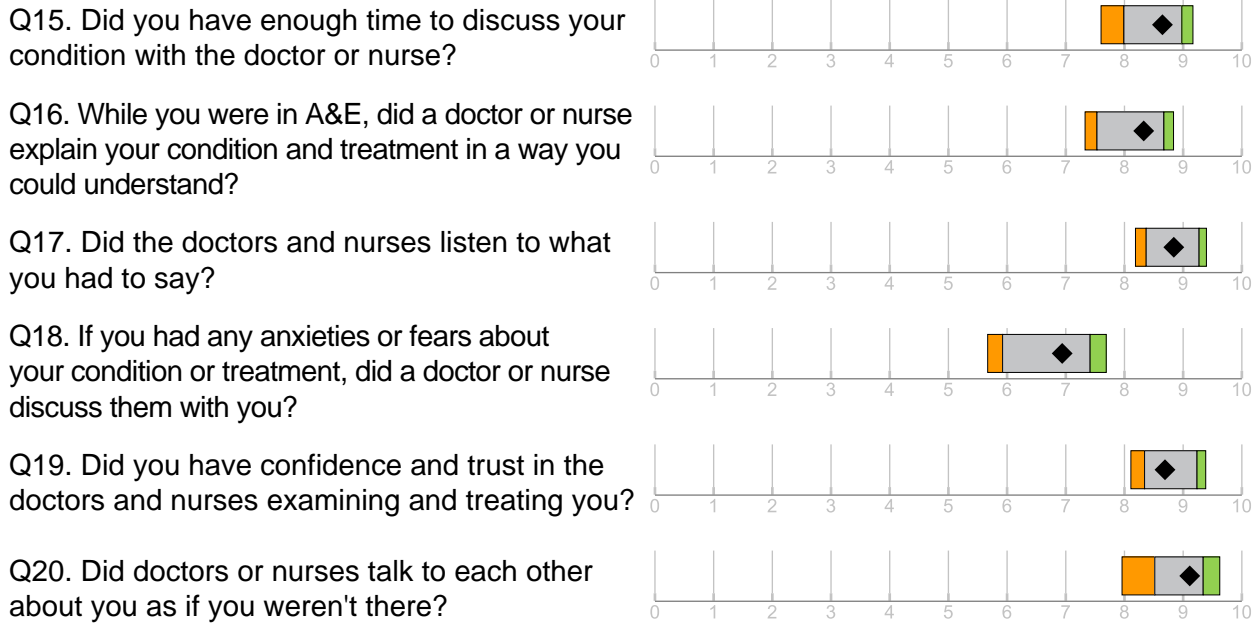 Q15. Did you have enough time to discuss your
condition with the doctor or nurse?
0 1 2 3 4 5 6 7 8 9 10
Q16. While you were in A&E, did a doctor or nurse
explain your condition and treatment in a way you
could understand?
0 1 2 3 4 5 6 7 8 9 10
Q17. Did the doctors and nurses listen to what
you had to say?
0 1 2 3 4 5 6 7 8 9 10
Q18. If you had any anxieties or fears about
your condition or treatment, did a doctor or nurse
discuss them with you?
0 1 2 3 4 5 6 7 8 9 10
Q19. Did you have confidence and trust in the
doctors and nurses examining and treating you?
0 1 2 3 4 5 6 7 8 9 10
Q20. Did doctors or nurses talk to each other
about you as if you weren't there?
0 1 2 3 4 5 6 7 8 9 10